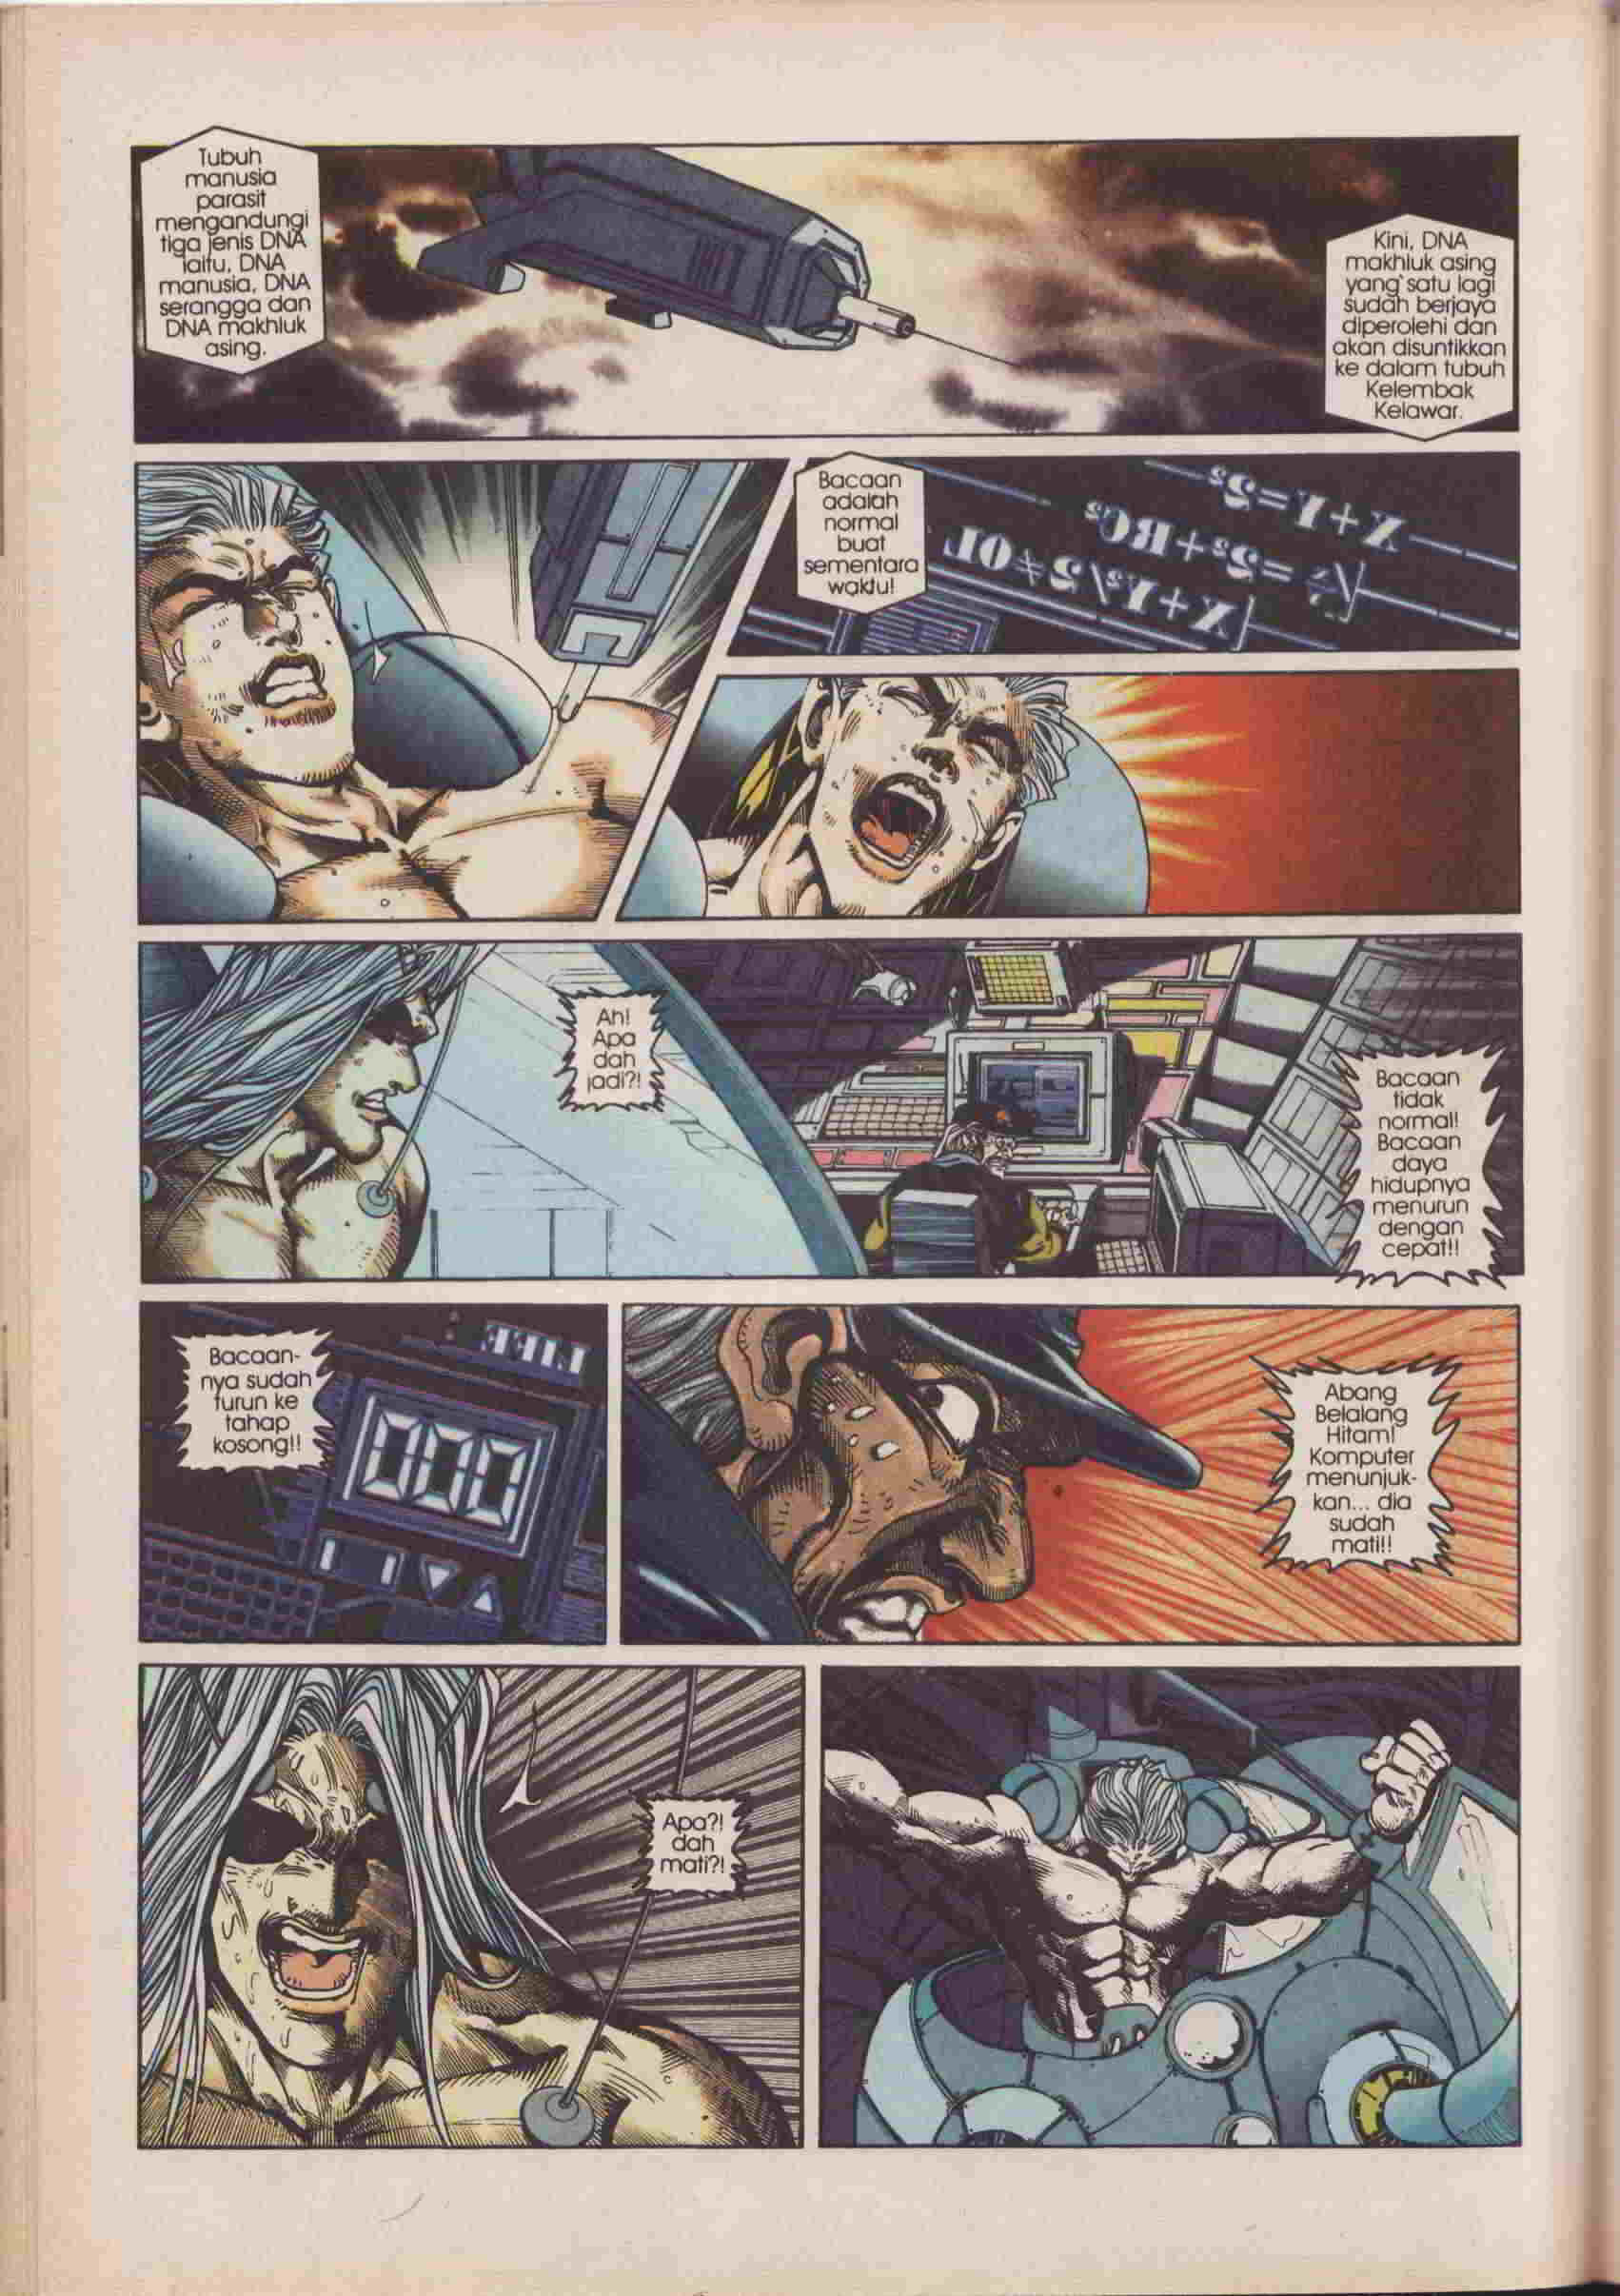 Tubuh
manusia
parasit
mengandungi
tiga jenis DNA
iaitu, DNA
manusia, DNA
serangga dan
DNA makhluk
asing.
Kini, DNA
makhluk asing
yang satu lagi
sudah berjaya
diperolehi dan
akan disuntikkan
ke dalam tubuh
Kelembak
Kelawar.
Bacaan
adalah
normal
buat
sementara
waktu!
Ah!
Apa
dah
jadi?!
Bacaan
tidak
normal!
Bacaan
daya
hidupnya
menurun
dengan
cepat!!
Bacaan-
nya sudah
turun ke
tahap
kosong!!
LIFE
000
Abang
Belalang
Hitam!
Komputer
menunjuk-
kan... dia
sudah
mati!!
Apa?!
dah
mati?!